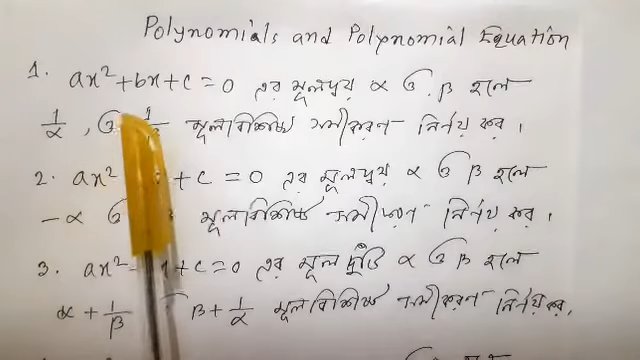 Polynomials and Polynomial Equation
1. ax²+bx+c=0 এর মূলদ্বয় α ও β হলে
1/α, ও 1/β মূলবিশিষ্ট সমীকরণ নির্ণয় কর।
2. ax² + c = 0 এর মূলদ্বয় α ও β হলে
-α ও β মূলবিশিষ্ট সমীকরণ নির্ণয় কর।
3. ax² +c=0 এর মূল দুটি α ও β হলে
α + 1/β β + 1/α মূলবিশিষ্ট সমীকরণ নির্ণয় কর,